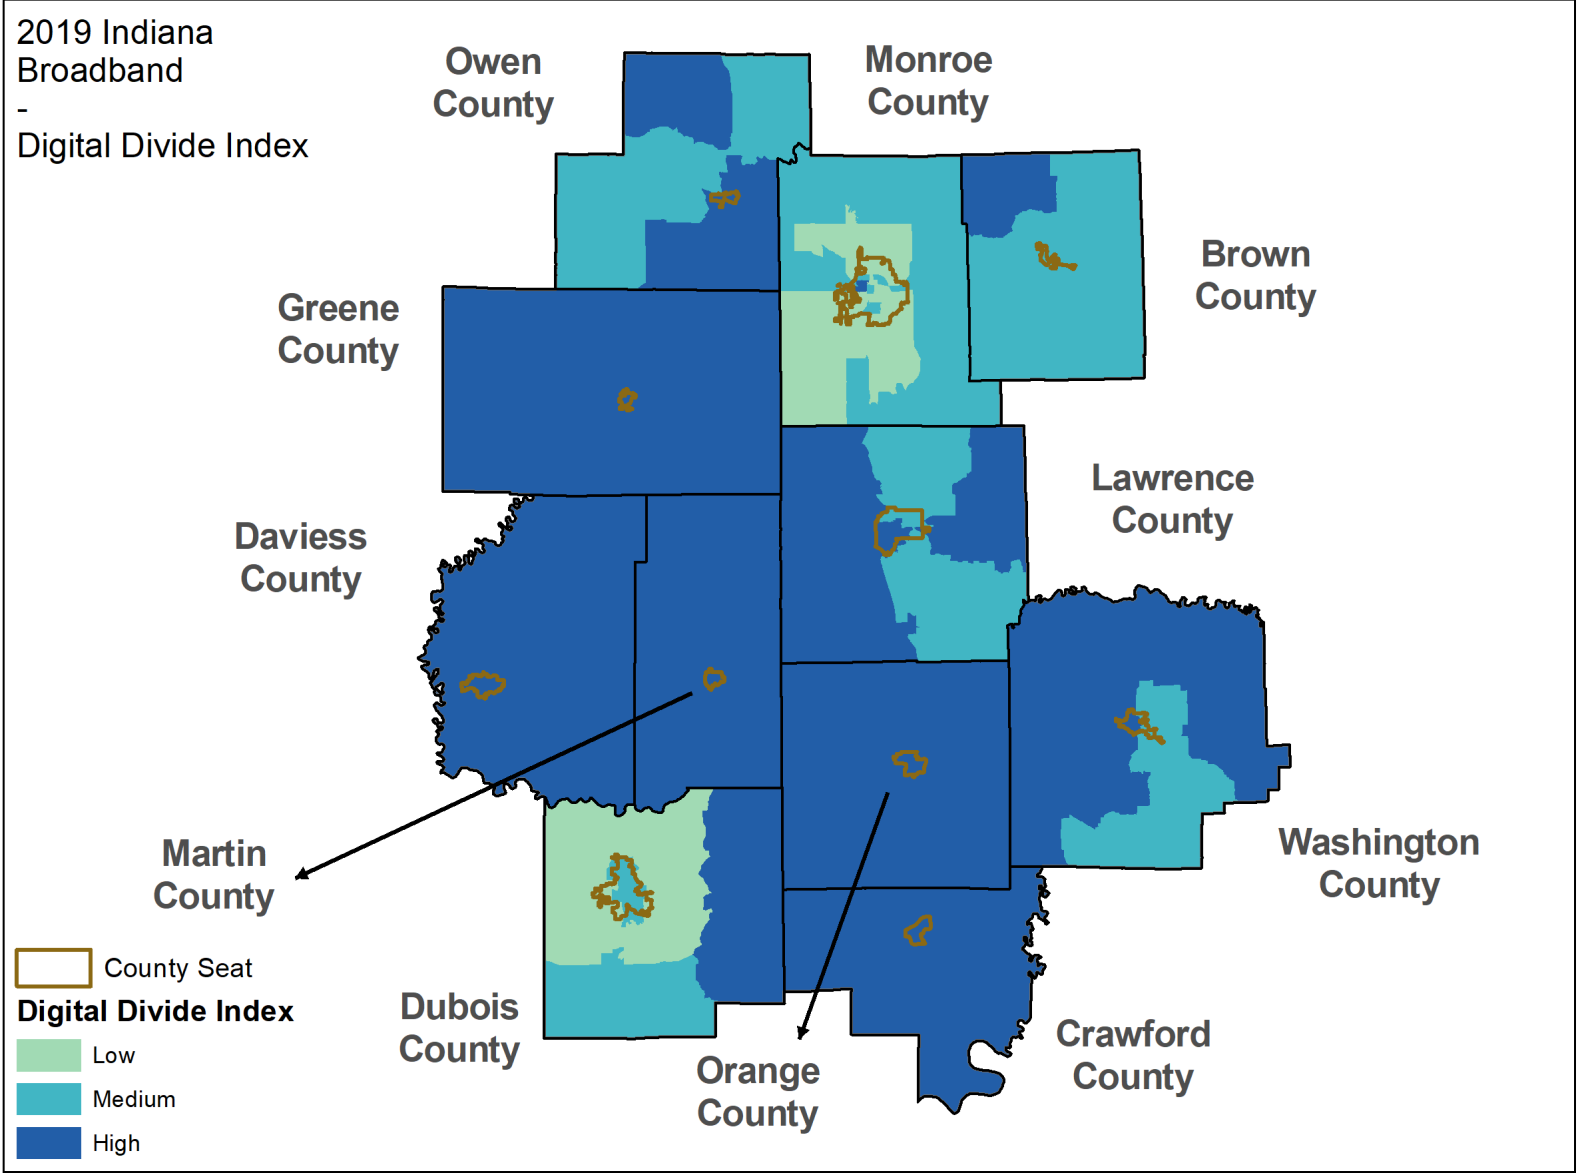 2019 Indiana
Broadband
-
Digital Divide Index
Owen
County
Monroe
County
Brown
County
Greene
County
Lawrence
County
Daviess
County
Martin
County
Washington
County
Dubois
County
Orange
County
Crawford
County
County Seat
Digital Divide Index
Low
Medium
High